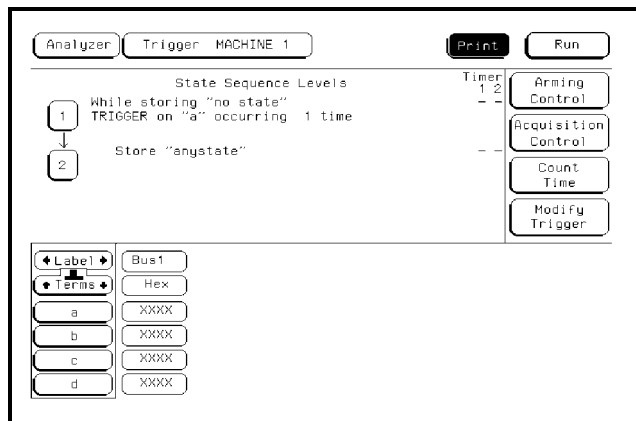 Analyzer Trigger MACHINE 1 Print Run
State Sequence Levels
Timer
1 2
1 While storing "no state"
TRIGGER on "a" occurring 1 time
- -
2 Store "anystate"
- -
Arming
Control
Acquisition
Control
Count
Time
Modify
Trigger
Label Bus1
Terms Hex
a XXXX
b XXXX
c XXXX
d XXXX